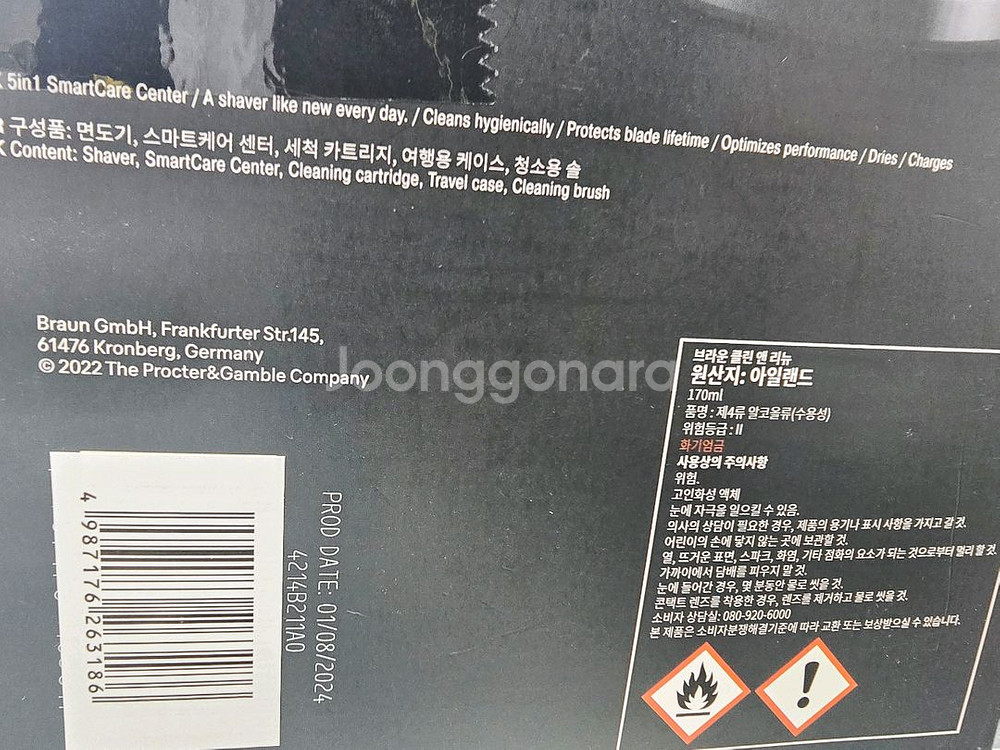 5in1 SmartCare Center / A shaver like new every day. / Cleans hygienically / Protects blade lifetime / Optimizes performance / Dries / Charges
구성품: 면도기, 스마트케어 센터, 세척 카트리지, 여행용 케이스, 청소용 솔
Content: Shaver, SmartCare Center, Cleaning cartridge, Travel case, Cleaning brush
Braun GmbH, Frankfurter Str.145,
61476 Kronberg, Germany
© 2022 The Procter&Gamble Company
Joonggonara
브라운 클린 앤 리뉴
원산지: 아일랜드
170ml
품명 : 제4류 알코올류(수용성)
위험등급 : II
화기엄금
사용상의 주의사항
위험.
고인화성 액체
눈에 자극을 일으킬 수 있음.
의사의 상담이 필요한 경우, 제품의 용기나 표시 사항을 가지고 갈 것.
어린이의 손에 닿지 않는 곳에 보관할 것.
열, 뜨거운 표면, 스파크, 화염, 기타 점화의 요소가 되는 것으로부터 멀리 할 것.
가까이에서 담배를 피우지 말 것.
눈에 들어간 경우, 몇 분동안 물로 씻을 것.
콘택트 렌즈를 착용한 경우, 렌즈를 제거하고 물로 씻을 것.
소비자 상담실: 080-920-6000
본 제품은 소비자분쟁해결기준에 따라 교환 또는 보상받으실 수 있습니다.
4 987176 263186
PROD DATE: 01/08/2024
4214B211A0